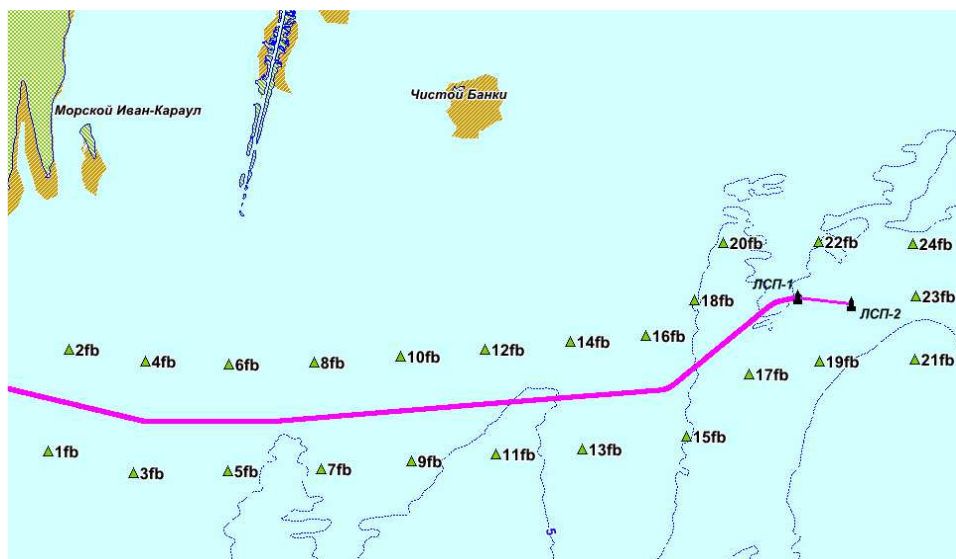 Чистой Банки
Морской Иван-Караул
20fb
22fb
24fb
ЛСП-1
18fb
23fb
ЛСП-2
16fb
14fb
12fb
10fb
8fb
6fb
4fb
2fb
17fb
19fb
21fb
15fb
13fb
11fb
9fb
7fb
5fb
3fb
1fb
5